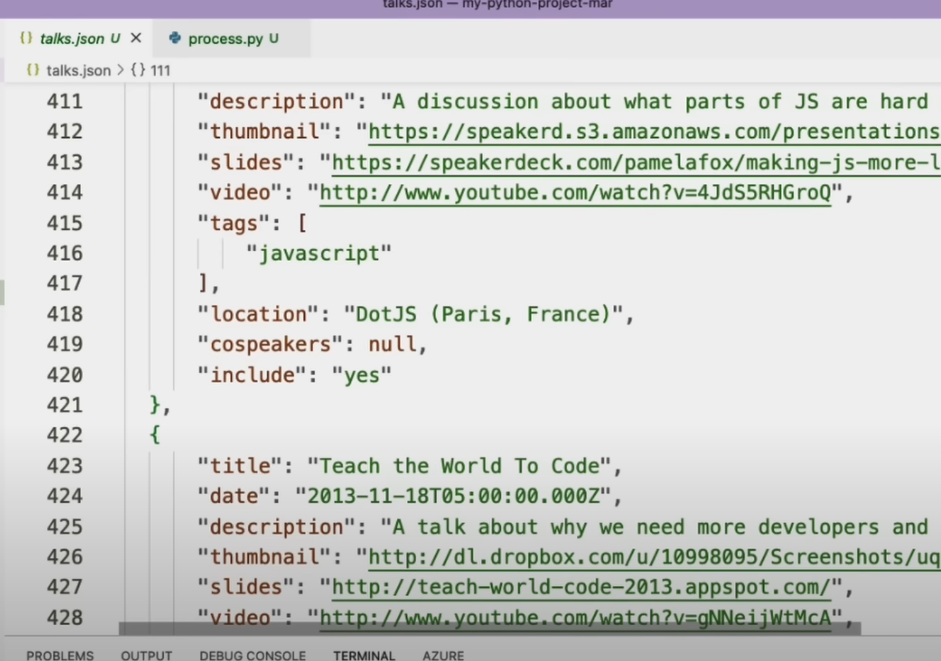 talks.json — my-python-project-mar
{} talks.json U × process.py U
{} talks.json > {} 111
411 "description": "A discussion about what parts of JS are hard
412 "thumbnail": "https://speakerd.s3.amazonaws.com/presentations
413 "slides": "https://speakerdeck.com/pamelafox/making-js-more-l
414 "video": "http://www.youtube.com/watch?v=4JdS5RHGroQ",
415 "tags": [
416 "javascript"
417 ],
418 "location": "DotJS (Paris, France)",
419 "cospeakers": null,
420 "include": "yes"
421 },
422 {
423 "title": "Teach the World To Code",
424 "date": "2013-11-18T05:00:00.000Z",
425 "description": "A talk about why we need more developers and
426 "thumbnail": "http://dl.dropbox.com/u/10998095/Screenshots/uq
427 "slides": "http://teach-world-code-2013.appspot.com/",
428 "video": "http://www.youtube.com/watch?v=gNNeijWtMcA",
PROBLEMS OUTPUT DEBUG CONSOLE TERMINAL AZURE